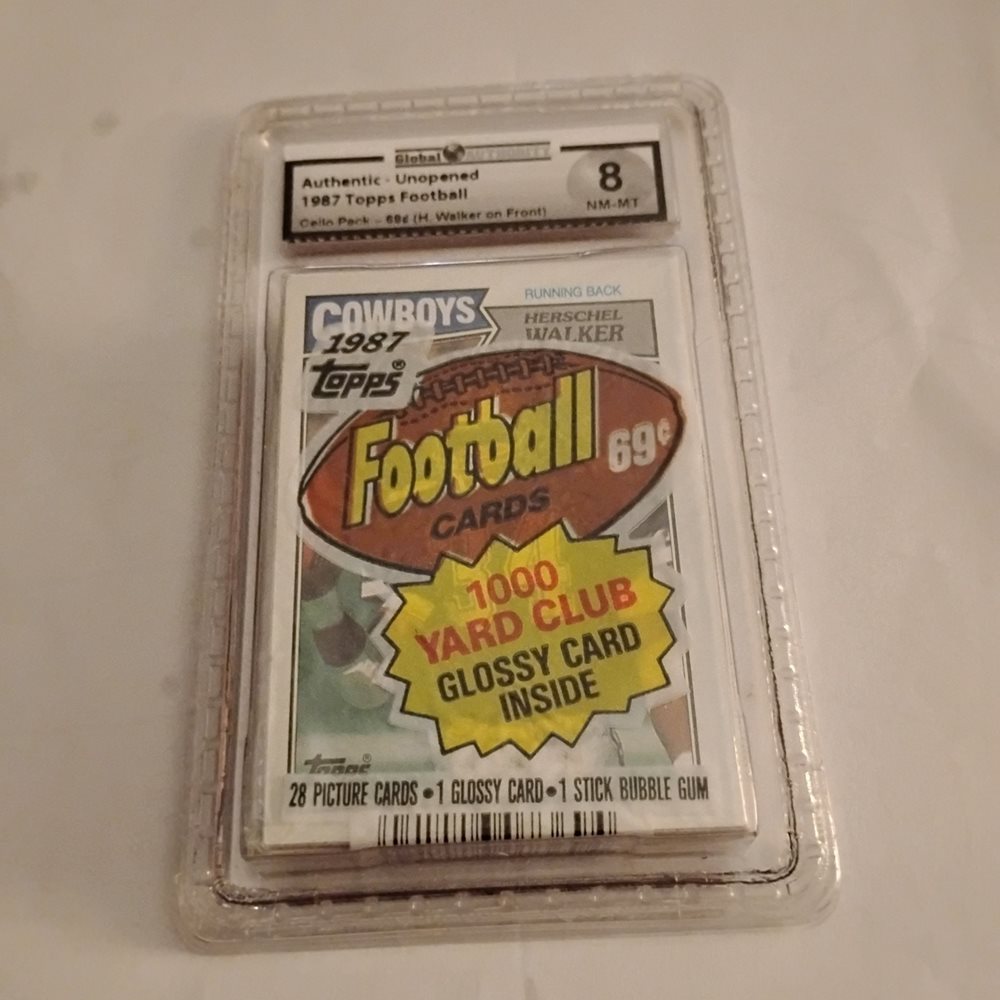 Global AUTHORITY
Authentic - Unopened
1987 Topps Football
Cello Pack - 69¢ (H. Walker on Front)
8
NM-MT
COWBOYS
RUNNING BACK
HERSCHEL
WALKER
1987
Topps®
Football
69¢
CARDS
1000
YARD CLUB
GLOSSY CARD
INSIDE
Topps®
28 PICTURE CARDS • 1 GLOSSY CARD • 1 STICK BUBBLE GUM